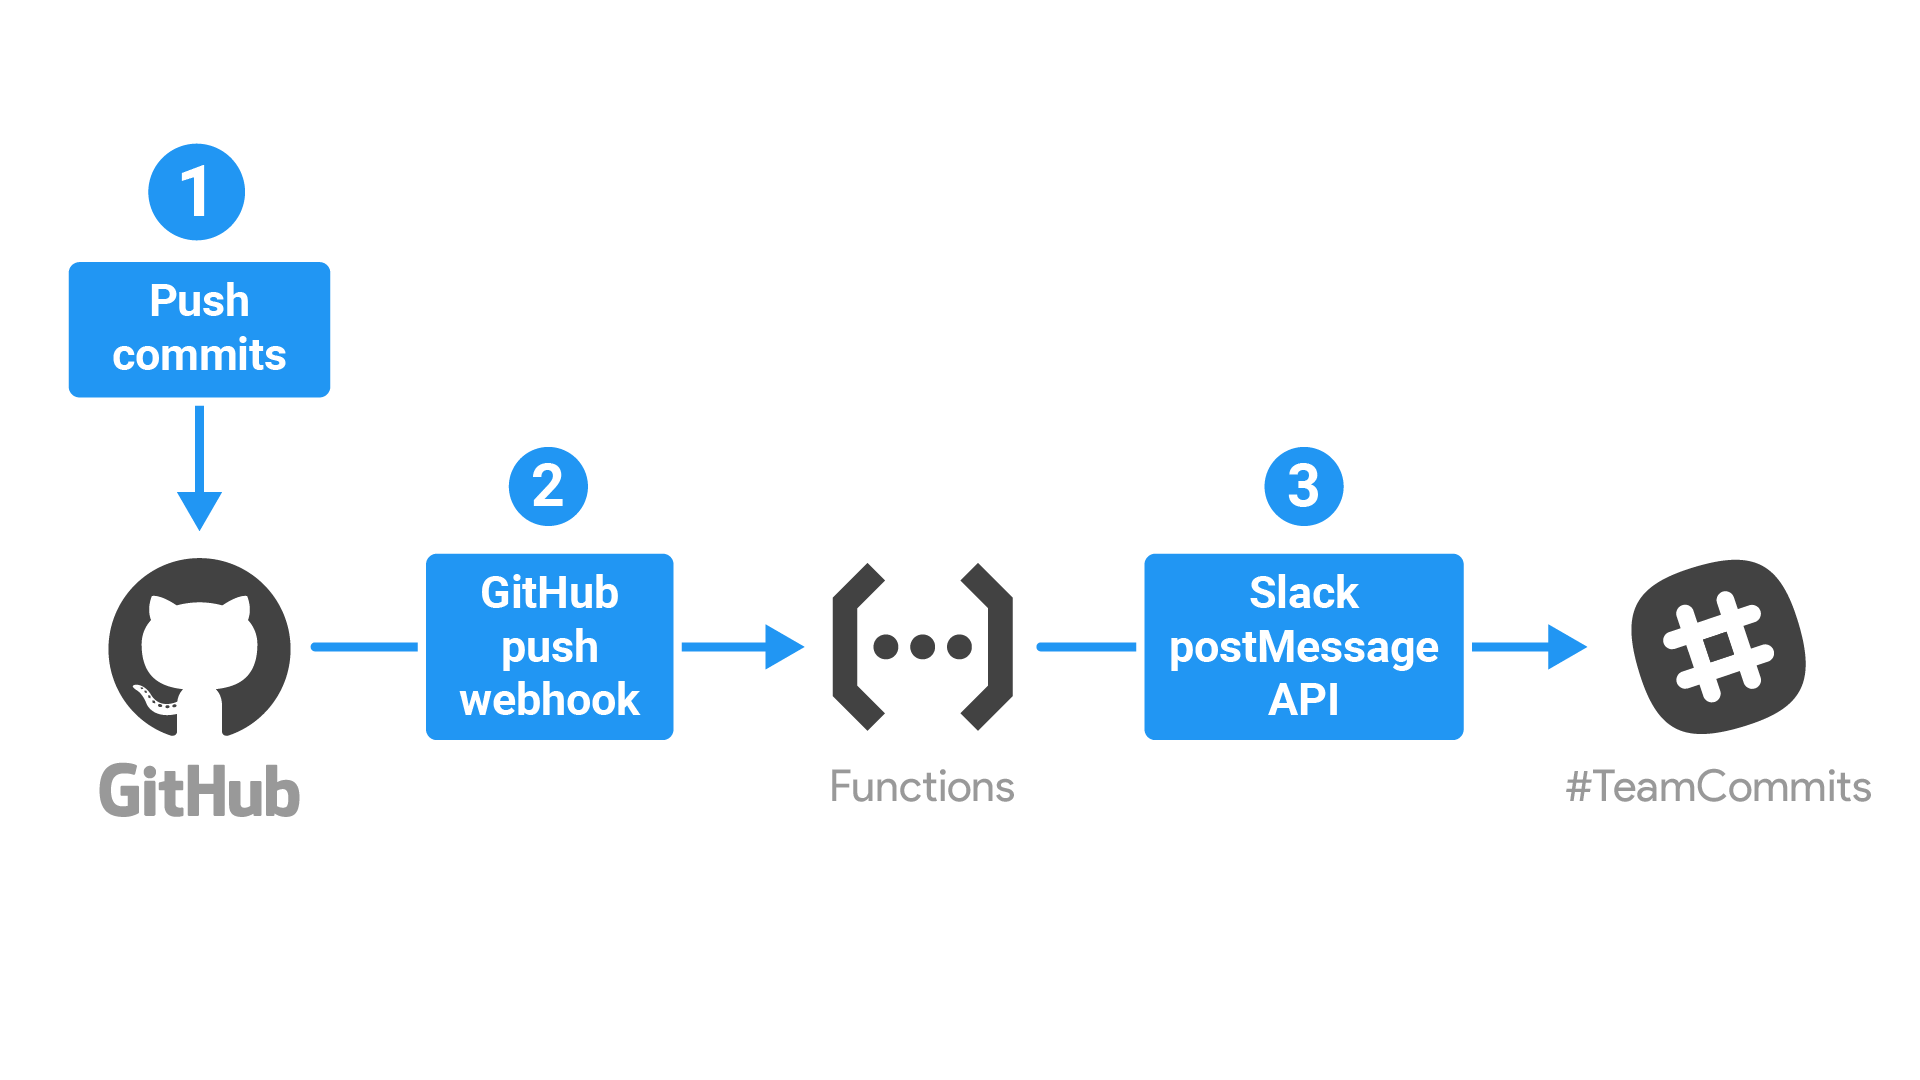 1
Push
commits
2
GitHub
push
webhook
3
Slack
postMessage
API
GitHub
Functions
#TeamCommits